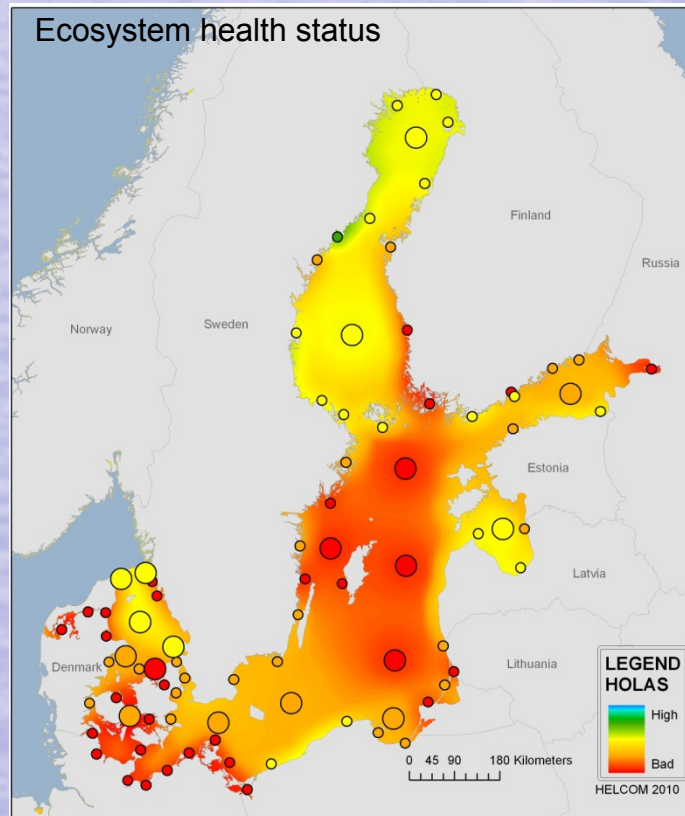 Ecosystem health status
Finland
Russia
Norway
Sweden
Estonia
Latvia
Denmark
Lithuania
LEGEND
HOLAS
High
Bad
0 45 90 180 Kilometers
HELCOM 2010